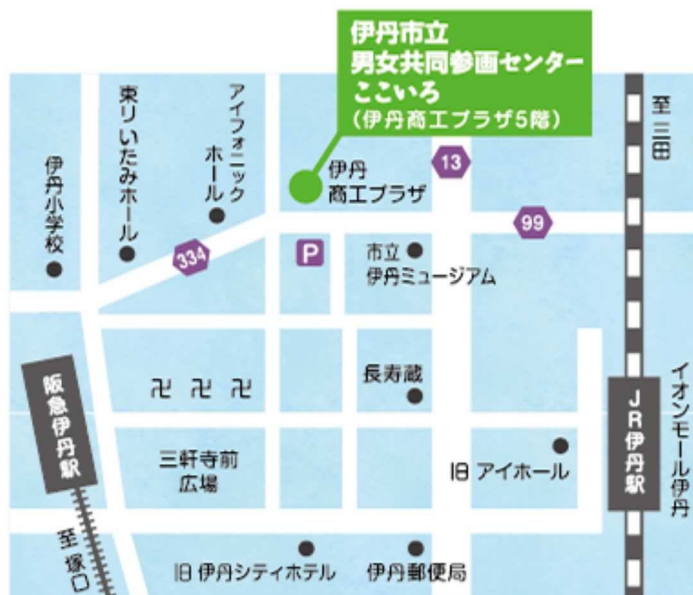 伊丹市立
男女共同参画センター
ここいろ
(伊丹商工プラザ5階)
至 三田
13
99
334
アイフォニック
ホール
東リいたみホール
伊丹小学校
伊丹
商工プラザ
P
市立
伊丹ミュージアム
卍 卍 卍
長寿蔵
阪急伊丹駅
三軒寺前
広場
旧 アイホール
JR伊丹駅
イオンモール伊丹
至 塚口
旧 伊丹シティホテル
伊丹郵便局